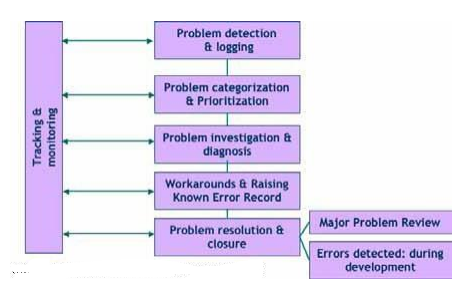 Tracking &
monitoring
Problem detection
& logging
Problem categorization
& Prioritization
Problem investigation &
diagnosis
Workarounds & Raising
Known Error Record
Problem resolution &
closure
Major Problem Review
Errors detected: during
development